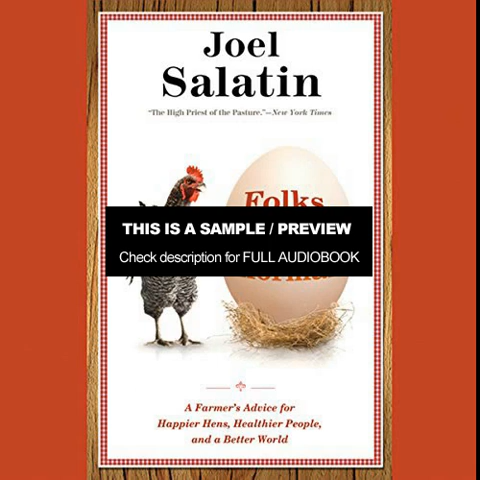 Joel
Salatin
"The High Priest of the Pasture."—New York Times
Folks
THIS IS A SAMPLE / PREVIEW
Check description for FULL AUDIOBOOK
A Farmer's Advice for
Happier Hens, Healthier People,
and a Better World